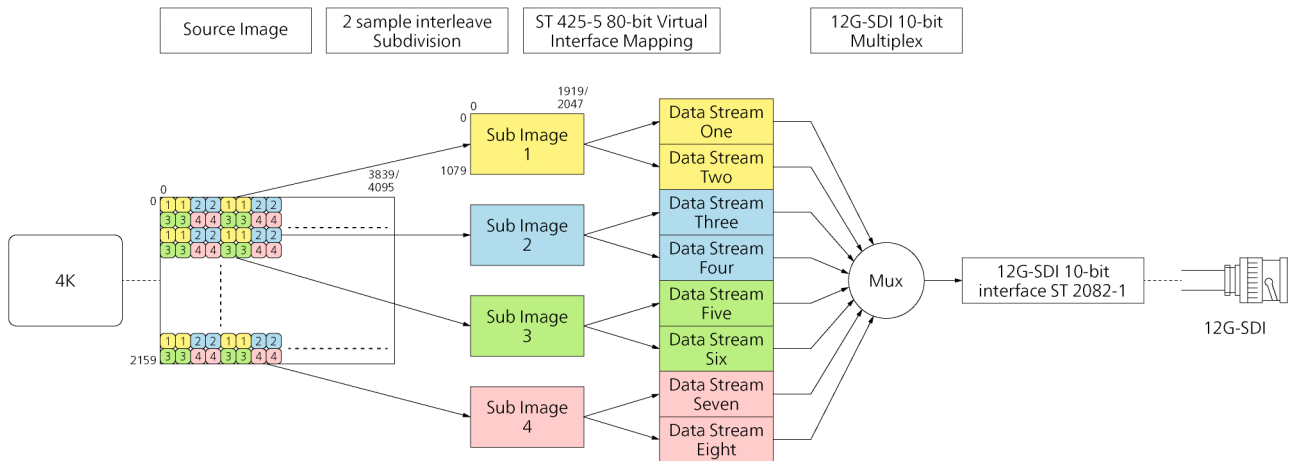 Source Image
2 sample interleave
Subdivision
ST 425-5 80-bit Virtual
Interface Mapping
12G-SDI 10-bit
Multiplex
4K
0
3839/
4095
0
1 1 2 2 1 1 2 2
3 3 4 4 3 3 4 4
1 1 2 2 1 1 2 2
3 3 4 4 3 3 4 4
1 1 2 2 1 1 2 2
3 3 4 4 3 3 4 4
2159
0
1919/
2047
0
1079
Sub Image
1
Sub Image
2
Sub Image
3
Sub Image
4
Data Stream
One
Data Stream
Two
Data Stream
Three
Data Stream
Four
Data Stream
Five
Data Stream
Six
Data Stream
Seven
Data Stream
Eight
Mux
12G-SDI 10-bit
interface ST 2082-1
12G-SDI